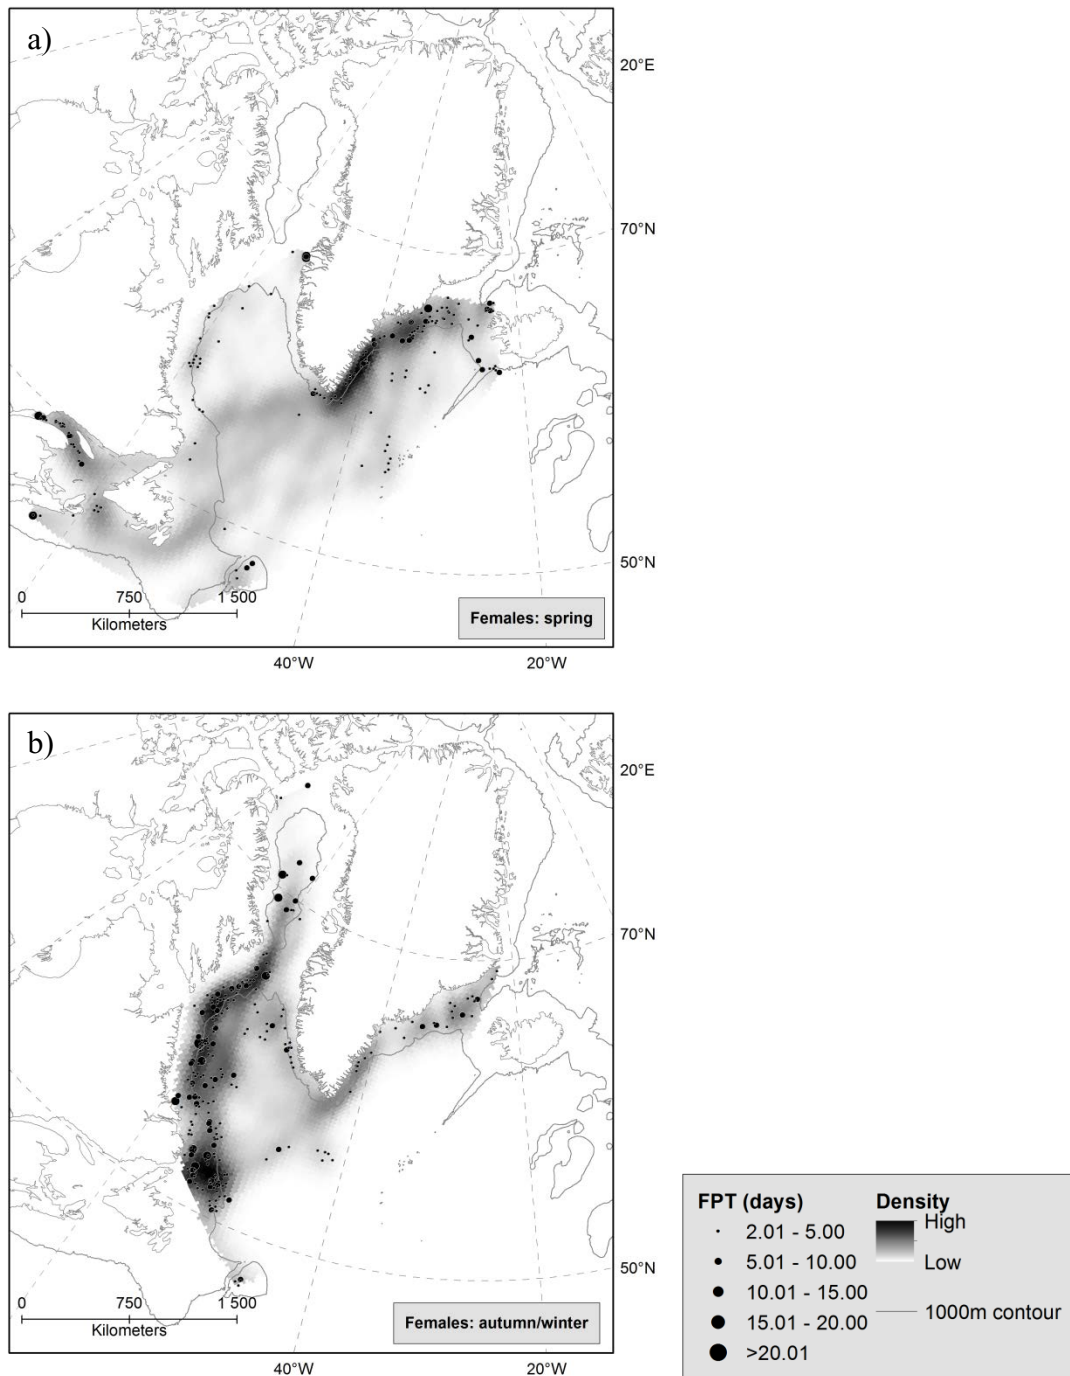 a)
20°E
70°N
50°N
0 750 1 500
Kilometers
Females: spring
40°W 20°W
b)
20°E
70°N
50°N
0 750 1 500
Kilometers
Females: autumn/winter
40°W 20°W
FPT (days) Density
2.01 - 5.00 High
5.01 - 10.00 Low
10.01 - 15.00 1000m contour
15.01 - 20.00
>20.01